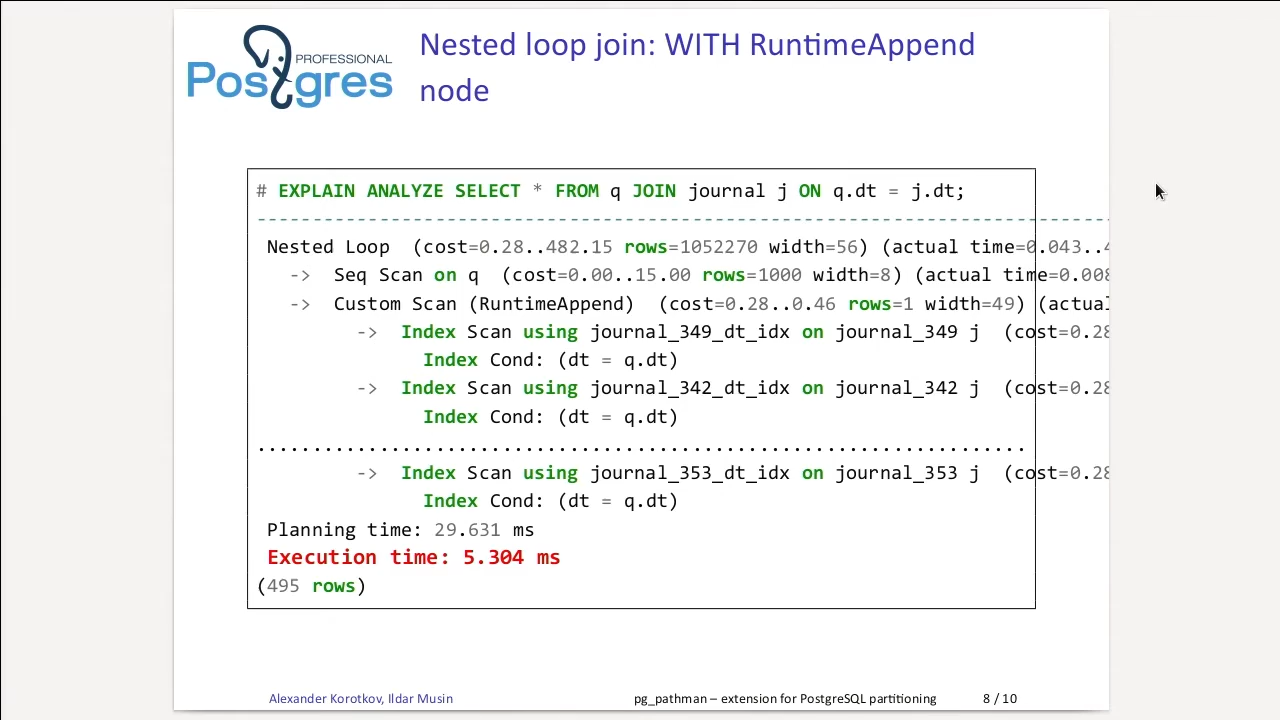 PROFESSIONAL
Postgres
Nested loop join: WITH RuntimeAppend
node
# EXPLAIN ANALYZE SELECT * FROM q JOIN journal j ON q.dt = j.dt;
--------------------------------------------------------------------------------
Nested Loop  (cost=0.28..482.15 rows=1052270 width=56) (actual time=0.043..4
->  Seq Scan on q  (cost=0.00..15.00 rows=1000 width=8) (actual time=0.008
->  Custom Scan (RuntimeAppend)  (cost=0.28..0.46 rows=1 width=49) (actual
->  Index Scan using journal_349_dt_idx on journal_349 j  (cost=0.28
Index Cond: (dt = q.dt)
->  Index Scan using journal_342_dt_idx on journal_342 j  (cost=0.28
Index Cond: (dt = q.dt)
.....................................................................
->  Index Scan using journal_353_dt_idx on journal_353 j  (cost=0.28
Index Cond: (dt = q.dt)
Planning time: 29.631 ms
Execution time: 5.304 ms
(495 rows)
Alexander Korotkov, Ildar Musin
pg_pathman – extension for PostgreSQL partitioning
8 / 10